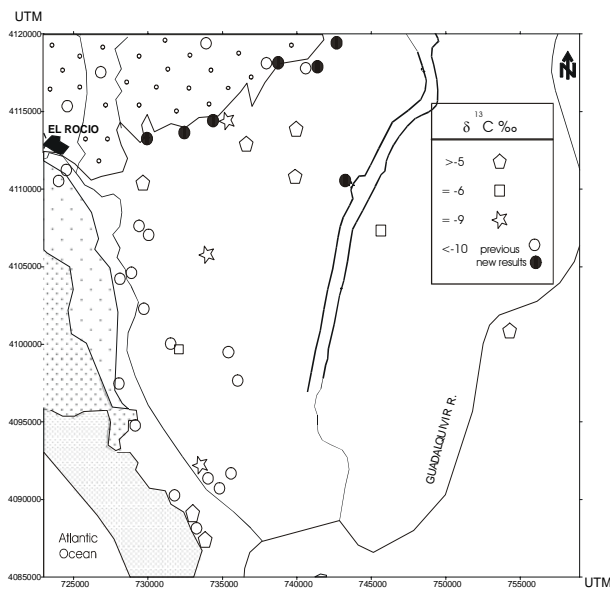 UTM
4120000
4115000
4110000
4105000
4100000
4095000
4090000
4085000
EL ROCIO
N
δ 13 C ‰
>-5
= -6
= -9
<-10 previous
new results
GUADALQUIVIR R.
Atlantic
Ocean
725000 730000 735000 740000 745000 750000 755000 UTM